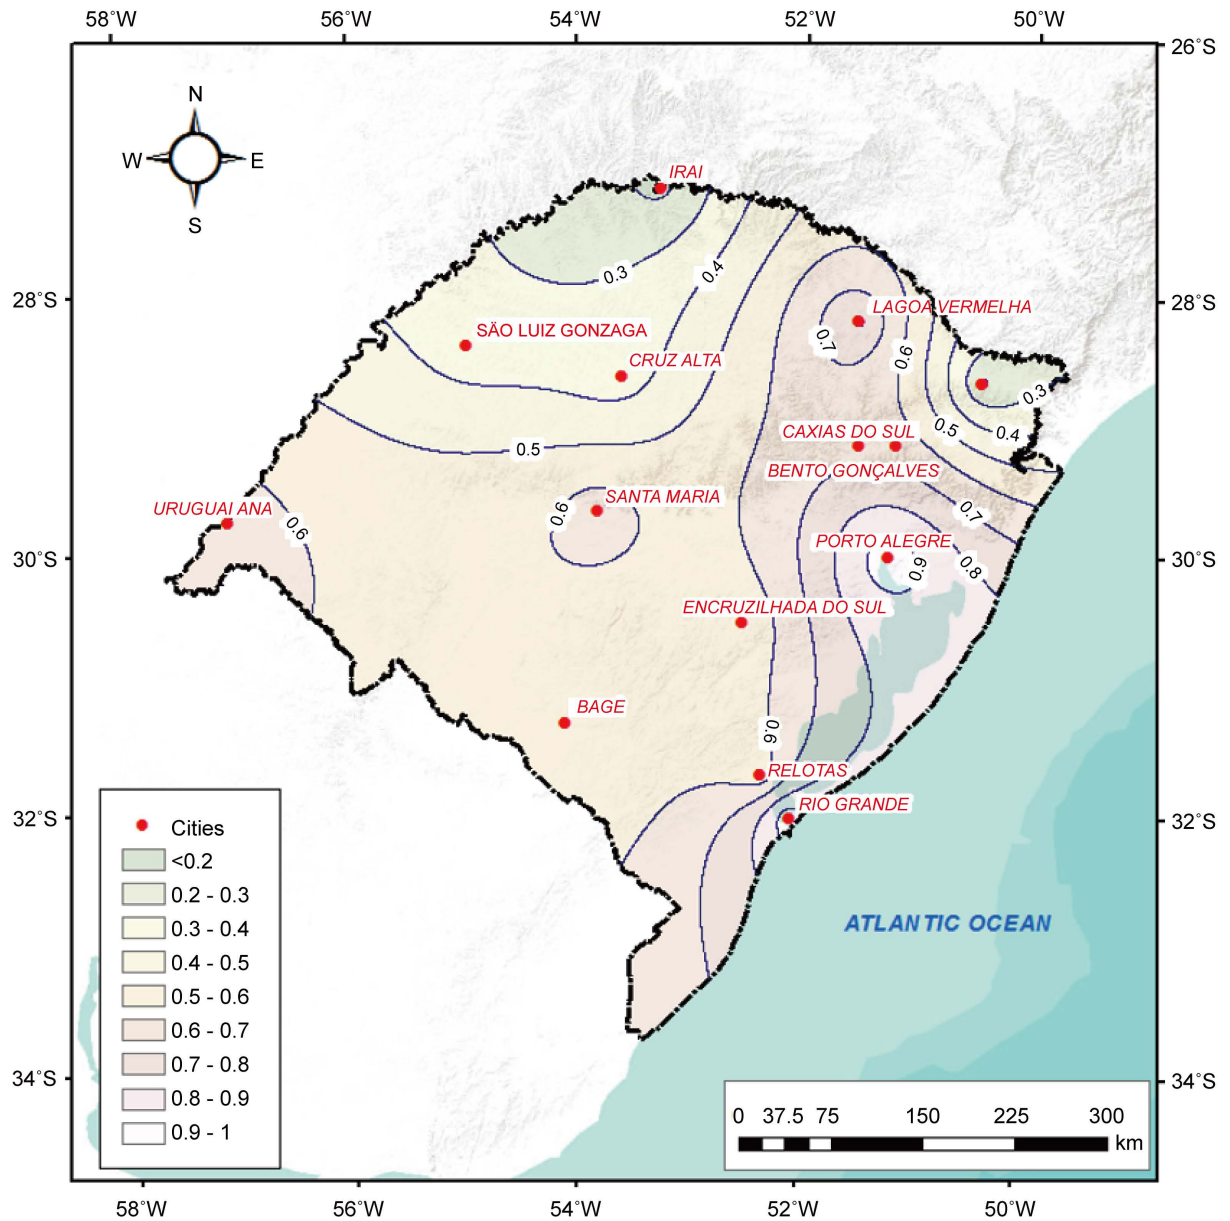 58°W 56°W 54°W 52°W 50°W
26°S
N
W E
S
IRAI
0.3
0.4
28°S
28°S
LAGOA VERMELHA
SÄO LUIZ GONZAGA
0.7
0.6
CRUZ ALTA
0.3
CAXIAS DO SUL
0.5
0.4
0.5
BENTO GONÇALVES
SANTA MARIA
URUGUAI ANA
0.6
0.6
0.7
PORTO ALEGRE
30°S
30°S
0.9
0.8
ENCRUZILHADA DO SUL
BAGE
0.6
RELOTAS
RIO GRANDE
32°S
32°S
Cities
<0.2
0.2 - 0.3
0.3 - 0.4
0.4 - 0.5
0.5 - 0.6
0.6 - 0.7
0.7 - 0.8
0.8 - 0.9
0.9 - 1
ATLANTIC OCEAN
34°S
34°S
0 37.5 75 150 225 300
km
58°W 56°W 54°W 52°W 50°W